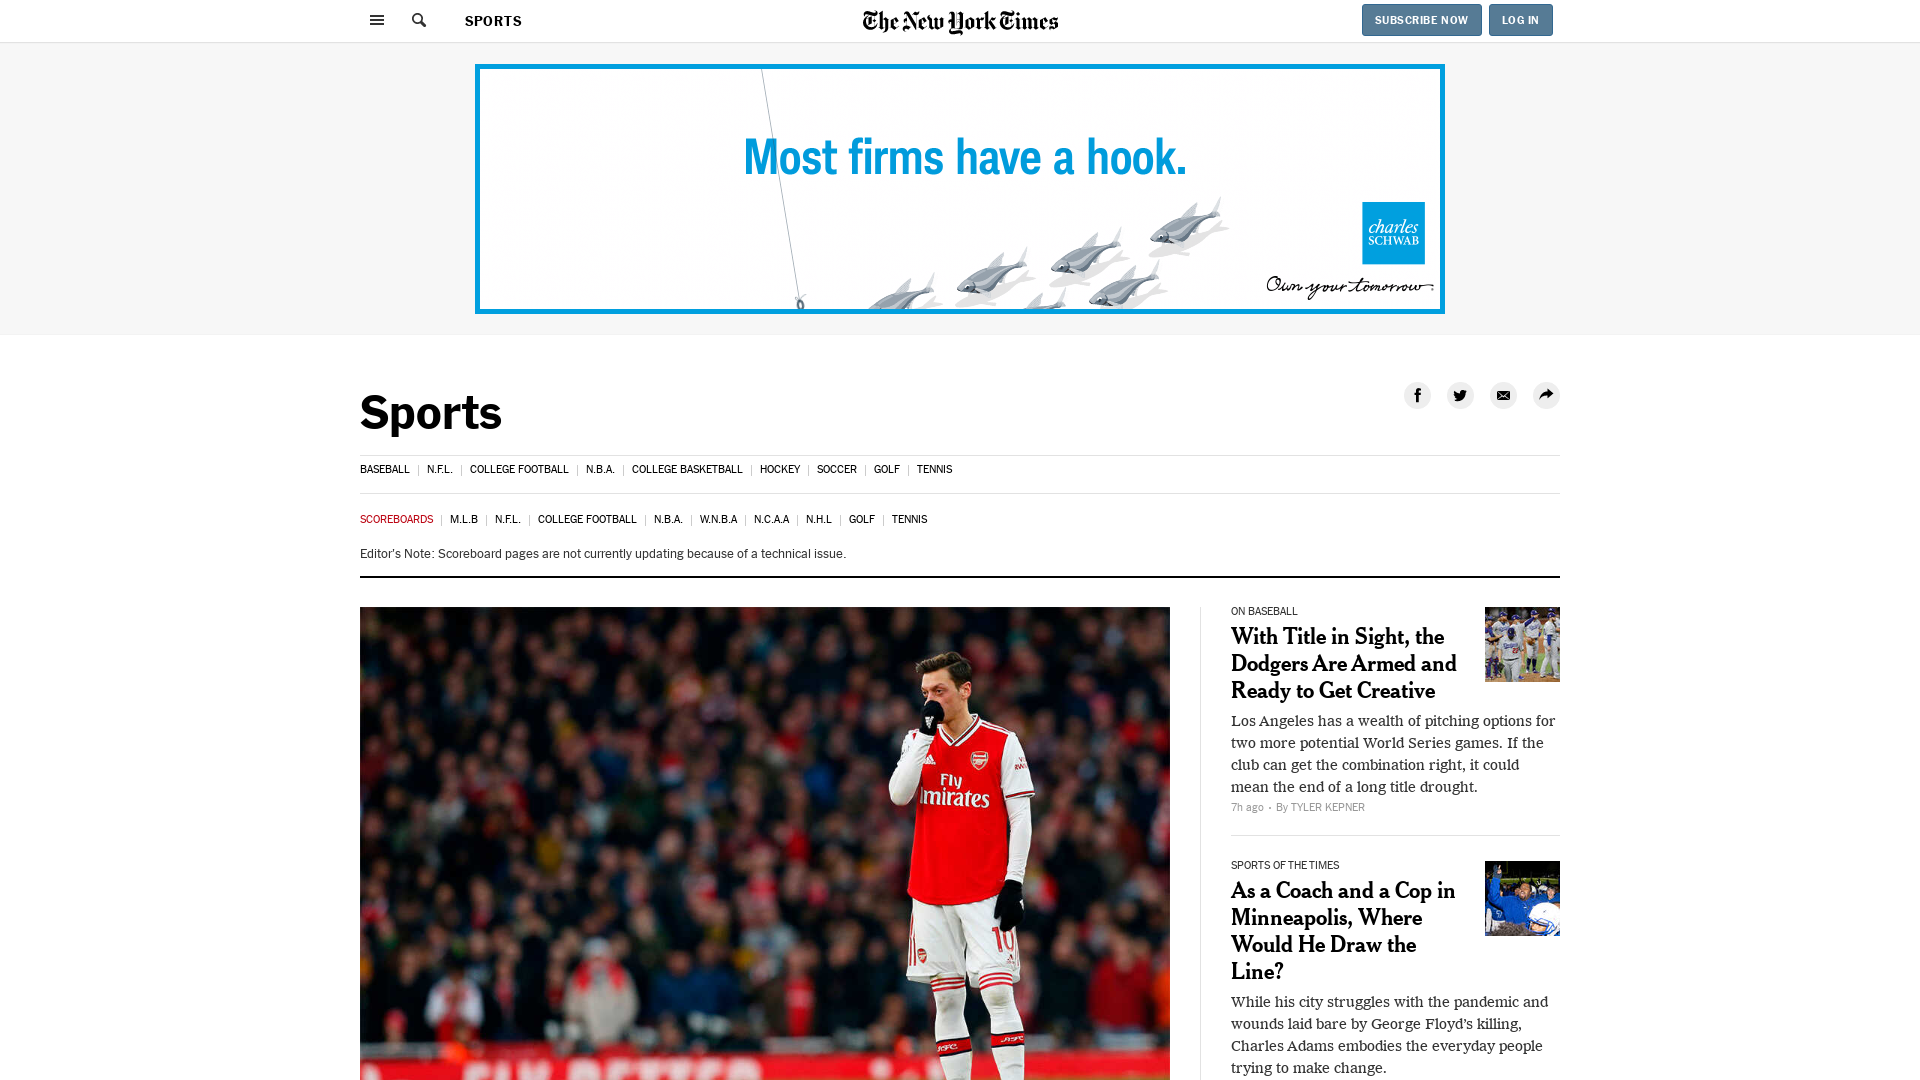 SPORTS
The New York Times
SUBSCRIBE NOW
LOG IN
Most firms have a hook.
charles
SCHWAB
Own your tomorrow.
Sports
BASEBALL
N.F.L.
COLLEGE FOOTBALL
N.B.A.
COLLEGE BASKETBALL
HOCKEY
SOCCER
GOLF
TENNIS
SCOREBOARDS
M.L.B
N.F.L.
COLLEGE FOOTBALL
N.B.A.
W.N.B.A
N.C.A.A
N.H.L
GOLF
TENNIS
Editor's Note: Scoreboard pages are not currently updating because of a technical issue.
Fly
Emirates
10
ON BASEBALL
With Title in Sight, the
Dodgers Are Armed and
Ready to Get Creative
Los Angeles has a wealth of pitching options for
two more potential World Series games. If the
club can get the combination right, it could
mean the end of a long title drought.
7h ago • By TYLER KEPNER
SPORTS OF THE TIMES
As a Coach and a Cop in
Minneapolis, Where
Would He Draw the
Line?
While his city struggles with the pandemic and
wounds laid bare by George Floyd’s killing,
Charles Adams embodies the everyday people
trying to make change.